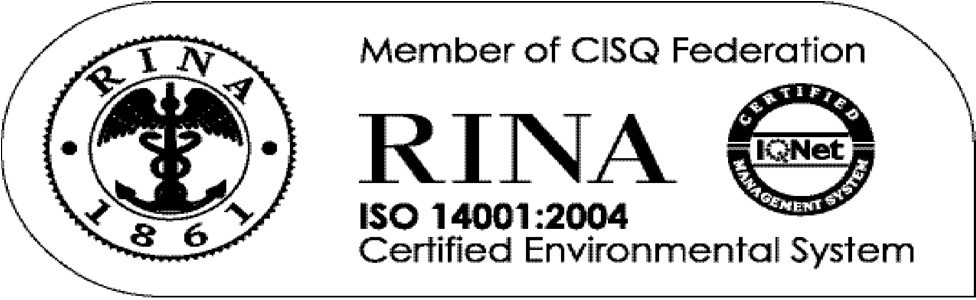 RINA
1861
Member of CISQ Federation
RINA
ISO 14001:2004
Certified Environmental System
CERTIFIED
IQNet
MANAGEMENT SYSTEM